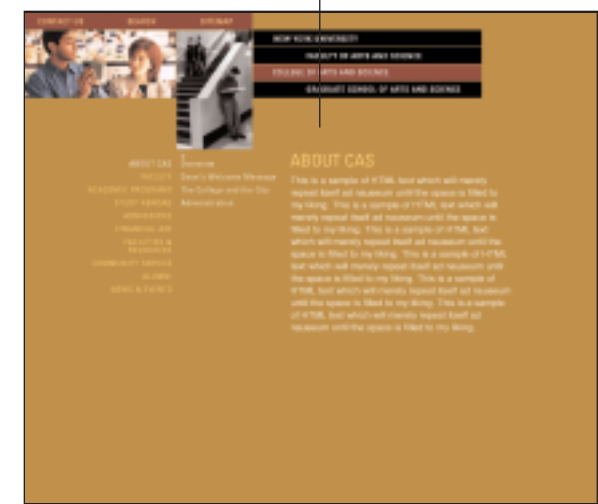 CONTACT US SEARCH SITEMAP
NEW YORK UNIVERSITY
FACULTY OF ARTS AND SCIENCE
COLLEGE OF ARTS AND SCIENCE
GRADUATE SCHOOL OF ARTS AND SCIENCE
ABOUT CAS
FACULTY
ACADEMIC PROGRAMS
STUDY ABROAD
ADMISSIONS
FINANCIAL AID
FACILITIES &
RESOURCES
COMMUNITY SERVICE
ALUMNI
NEWS & EVENTS
Overview
Dean's Welcome Message
The College and the City
Administration
ABOUT CAS
This is a sample of HTML text which will merely
repeat itself ad nauseum until the space is filled to
my liking. This is a sample of HTML text which will
merely repeat itself ad nauseum until the space is
filled to my liking. This is a sample of HTML text
which will merely repeat itself ad nauseum until the
space is filled to my liking. This is a sample of HTML
text which will merely repeat itself ad nauseum until
the space is filled to my liking. This is a sample of
HTML text which will merely repeat itself ad nauseum
until the space is filled to my liking. This is a sample
of HTML text which will merely repeat itself ad
nauseum until the space is filled to my liking.